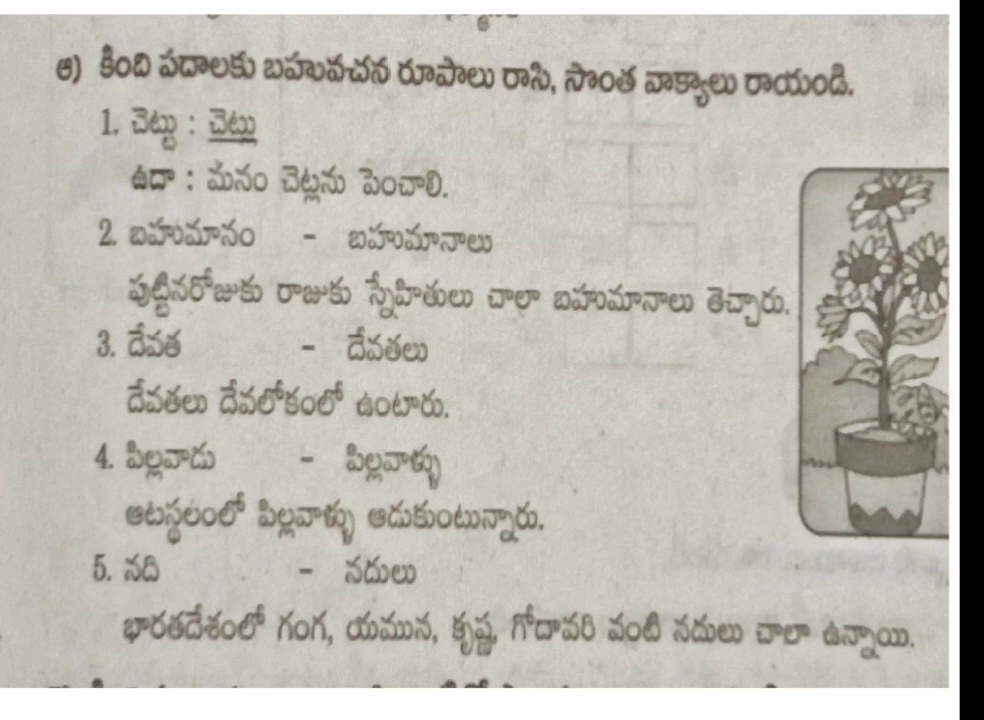 ఆ) కింది పదాలకు బహువచన రూపాలు రాసి, సొంత వాక్యాలు రాయండి.
1. చెట్టు : చెట్లు
ఉదా : మనం చెట్లను పెంచాలి.
2. బహుమానం - బహుమానాలు
పుట్టినరోజుకు రాజుకు స్నేహితులు చాలా బహుమానాలు తెచ్చారు.
3. దేవత - దేవతలు
దేవతలు దేవలోకంలో ఉంటారు.
4. పిల్లవాడు - పిల్లవాళ్ళు
ఆటస్థలంలో పిల్లవాళ్ళు ఆడుకుంటున్నారు.
5. నది - నదులు
భారతదేశంలో గంగ, యమున, కృష్ణ, గోదావరి వంటి నదులు చాలా ఉన్నాయి.